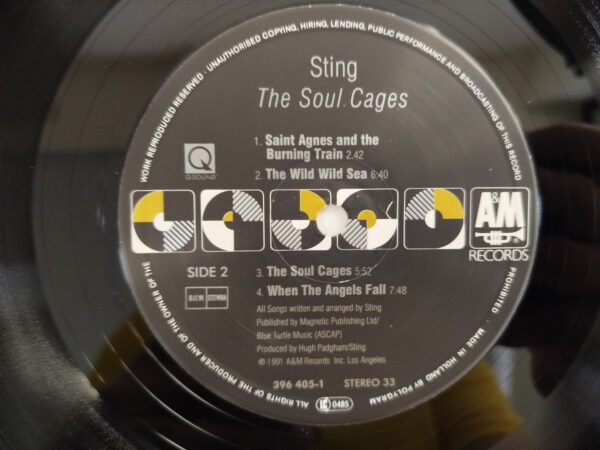 WORK REPRODUCED RESERVED · UNAUTHORISED COPYING, HIRING, LENDING, PUBLIC PERFORMANCE AND BROADCASTING OF THIS RECORD PROHIBITED
Sting
The Soul Cages
1. Saint Agnes and the
Burning Train 2.42
2. The Wild Wild Sea 6:40
Q
QSOUND
A&M
RECORDS
SIDE 2
B.I.E.M. STEMRA
3. The Soul Cages 5:52
4. When The Angels Fall 7:48
All Songs written and arranged by Sting
Published by Magnetic Publishing Ltd/
Blue Turtle Music (ASCAP)
Produced by Hugh Padgham/Sting
℗ 1991 A&M Records Inc. Los Angeles
396 405-1 STEREO 33
LC 0485
ALL RIGHTS OF THE PRODUCER AND OF THE OWNER OF THE
MADE IN HOLLAND BY POLYGRAM